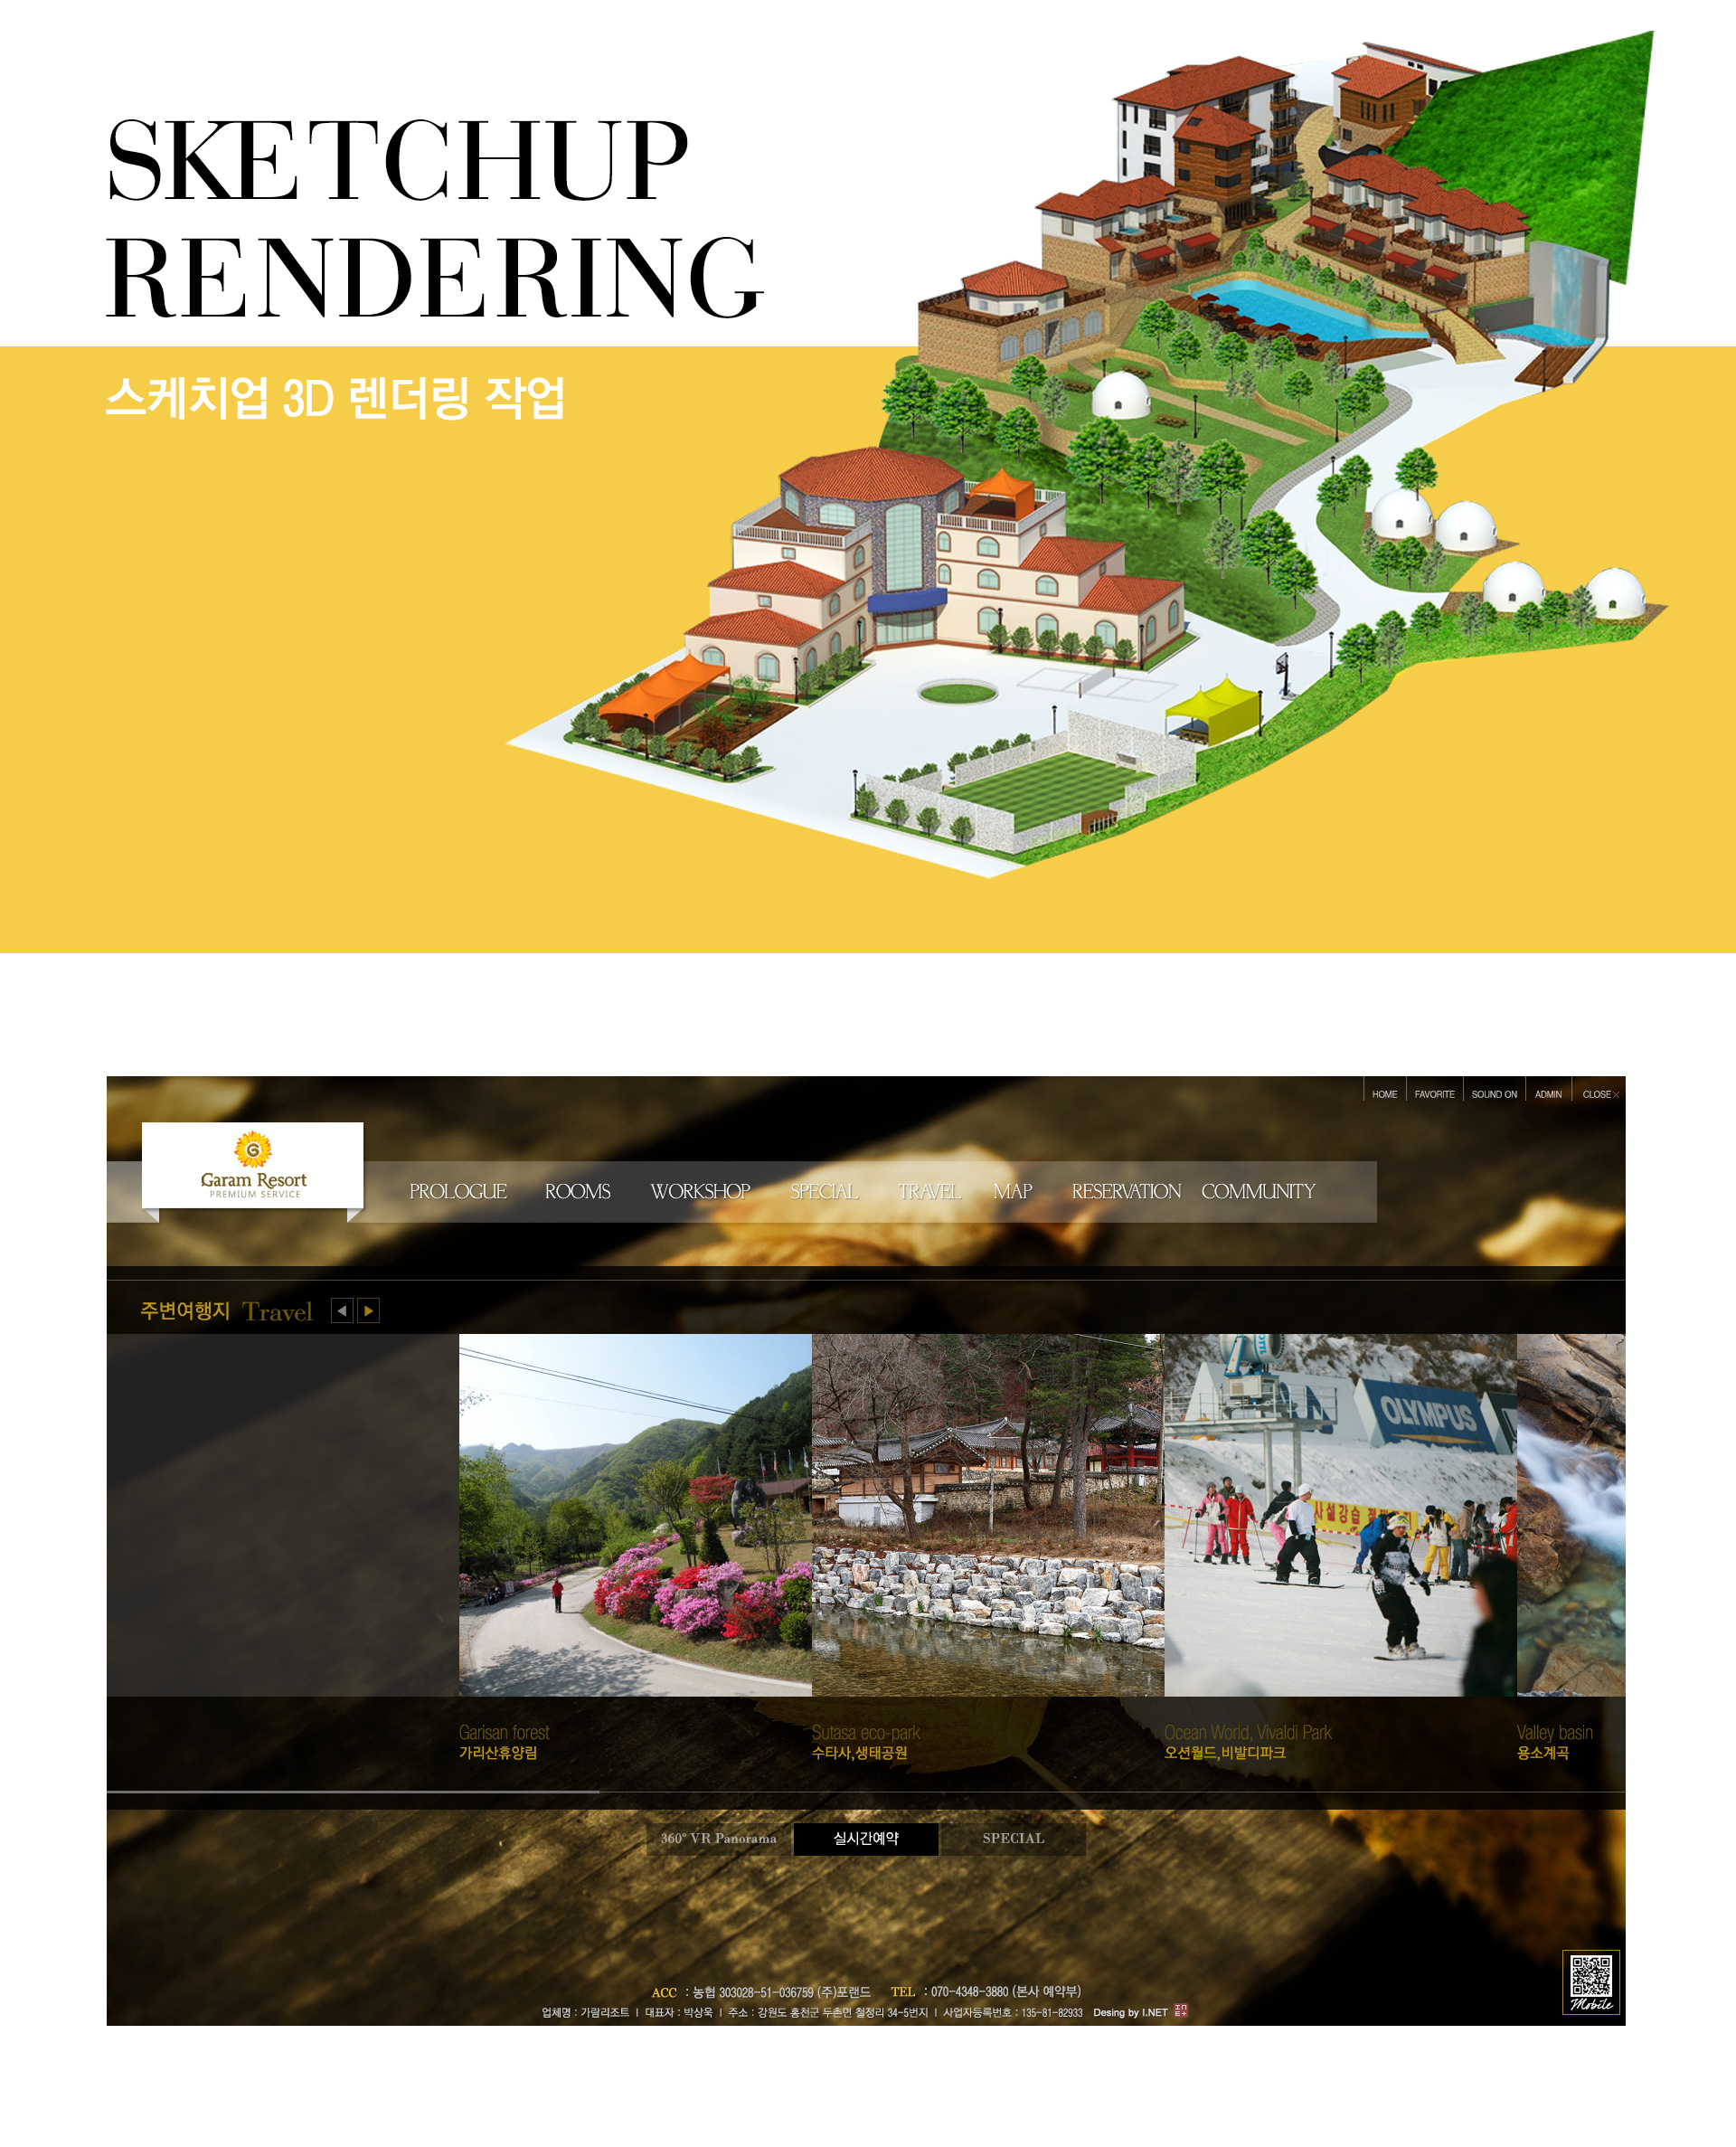 SKETCHUP
RENDERING
스케치업 3D 렌더링 작업
HOME FAVORITE SOUND ON ADMIN CLOSE
G
Garam Resort
PREMIUM SERVICE
PROLOGUE ROOMS WORKSHOP SPECIAL TRAVEL MAP RESERVATION COMMUNITY
주변여행지 Travel
OLYMPUS
사설강습
Garisan forest
가리산휴양림
Sutasa eco-park
수타사,생태공원
Ocean World, Vivaldi Park
오션월드,비발디파크
Valley basin
용소계곡
360° VR Panorama
실시간예약
SPECIAL
ACC : 농협 303028-51-036759 (주)포랜드 TEL : 070-4348-3880 (본사 예약부)
업체명 : 가람리조트 | 대표자 : 박상욱 | 주소 : 강원도 홍천군 두촌면 철정리 34-5번지 | 사업자등록번호 : 135-81-82933 Desing by I.NET
Mobile